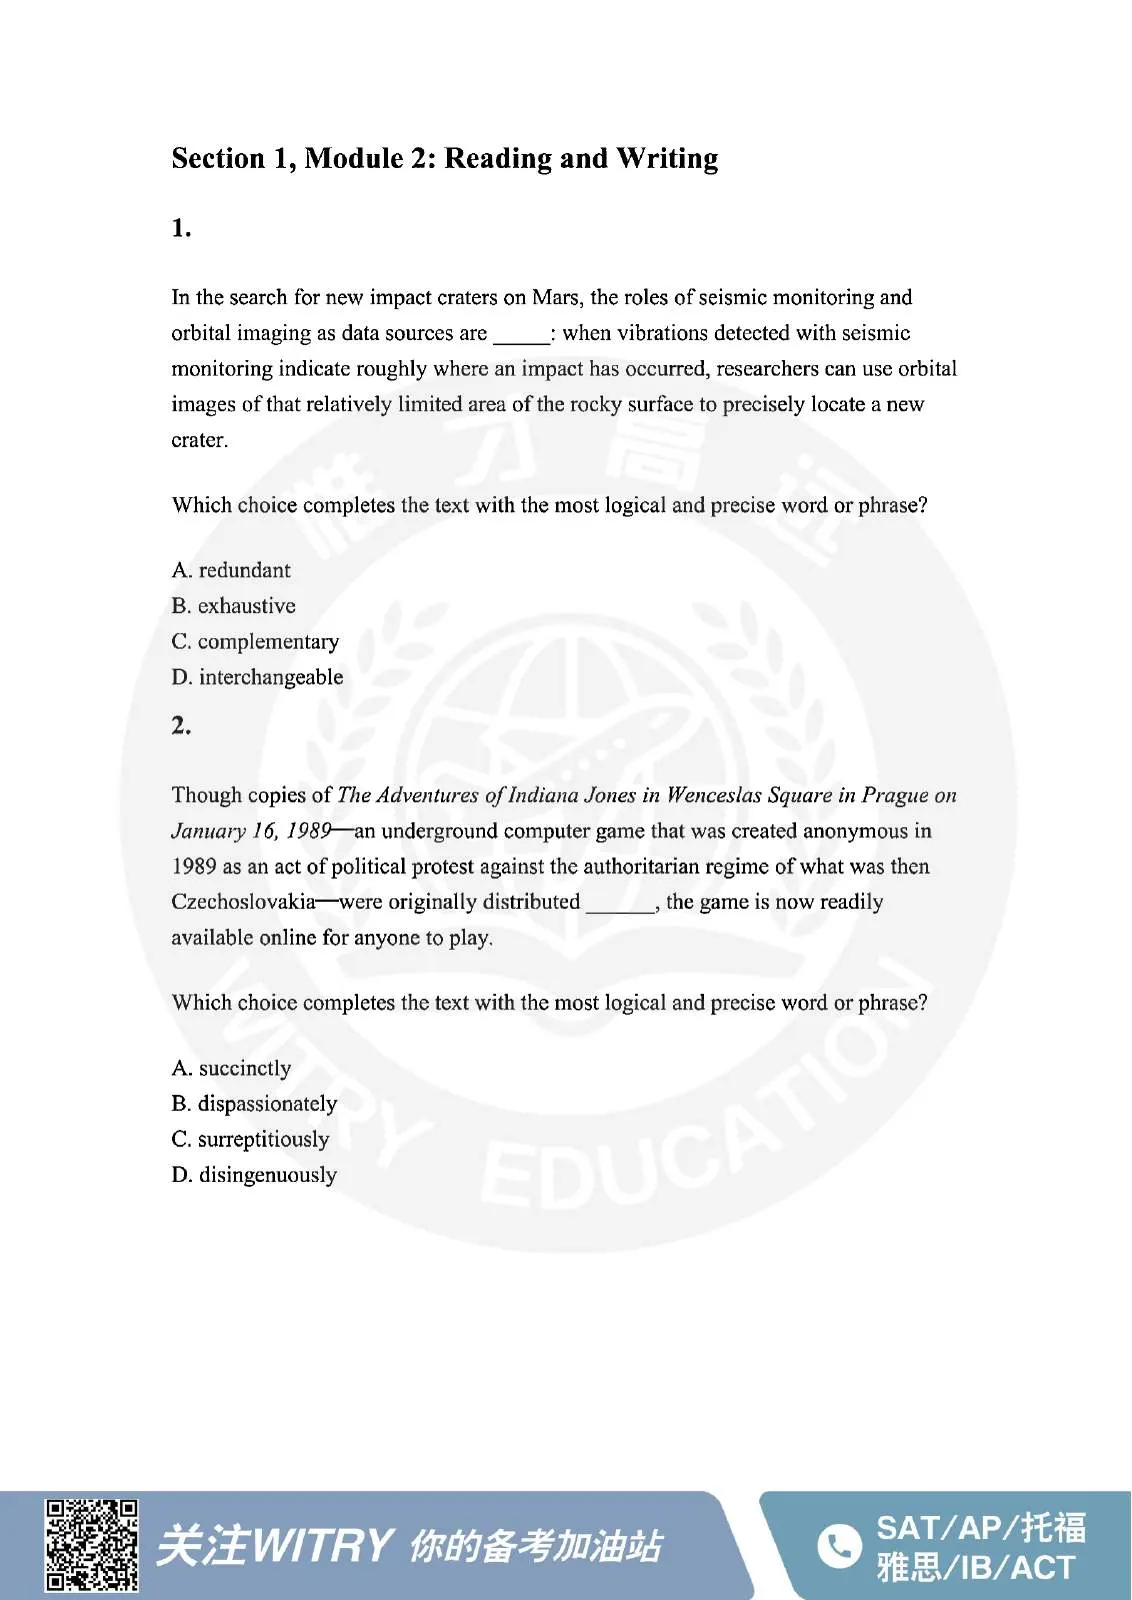 Section 1, Module 2: Reading and Writing
1.
In the search for new impact craters on Mars, the roles of seismic monitoring and
orbital imaging as data sources are _____: when vibrations detected with seismic
monitoring indicate roughly where an impact has occurred, researchers can use orbital
images of that relatively limited area of the rocky surface to precisely locate a new
crater.
Which choice completes the text with the most logical and precise word or phrase?
A. redundant
B. exhaustive
C. complementary
D. interchangeable
2.
Though copies of The Adventures of Indiana Jones in Wenceslas Square in Prague on
January 16, 1989—an underground computer game that was created anonymous in
1989 as an act of political protest against the authoritarian regime of what was then
Czechoslovakia—were originally distributed ______, the game is now readily
available online for anyone to play.
Which choice completes the text with the most logical and precise word or phrase?
A. succinctly
B. dispassionately
C. surreptitiously
D. disingenuously
惟才高远
WITRY EDUCATION
关注WITRY 你的备考加油站
SAT/AP/托福
雅思/IB/ACT